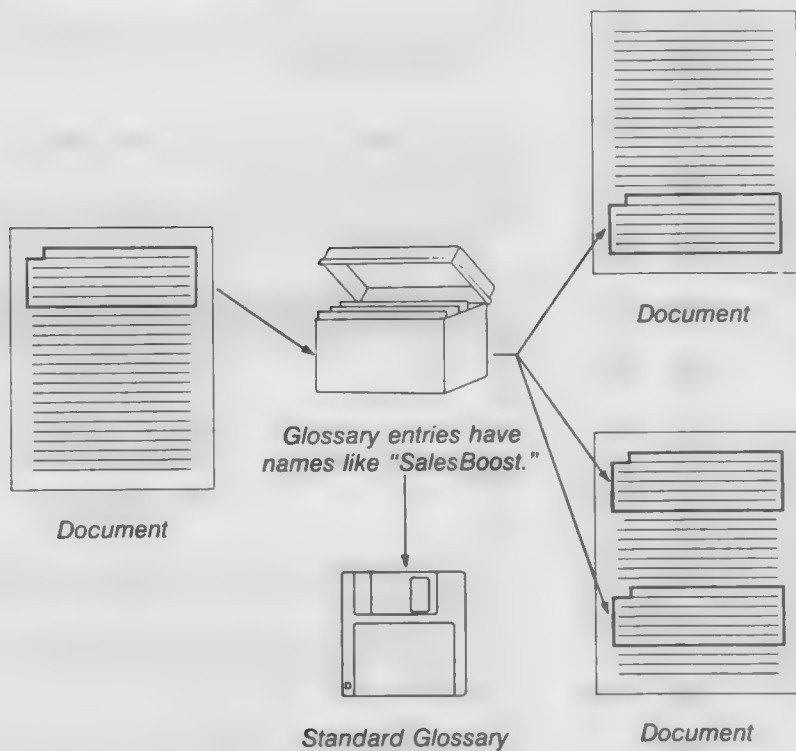 Document
Glossary entries have
names like “SalesBoost.”
Document
Standard Glossary
Document